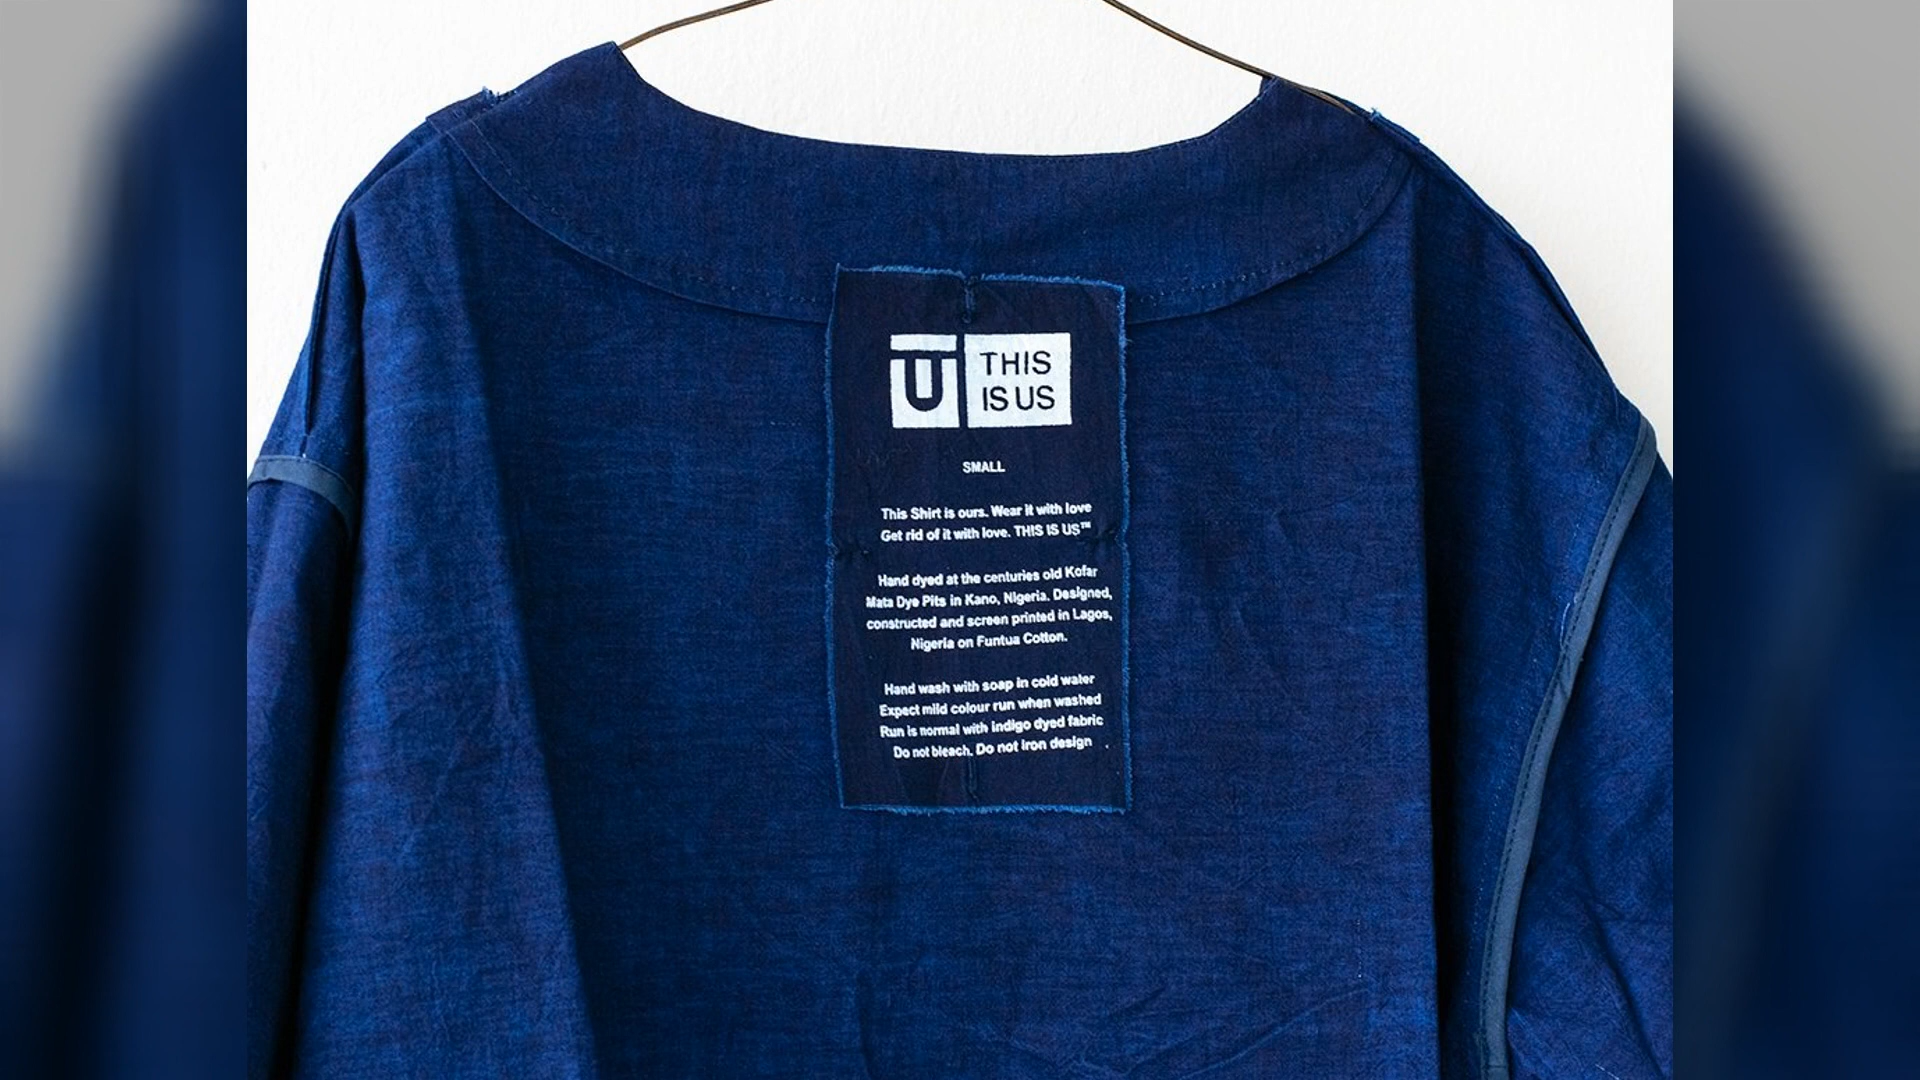 THIS
IS US
SMALL
This Shirt is ours. Wear it with love
Get rid of it with love. THIS IS US™
Hand dyed at the centuries old Kofar
Mata Dye Pits in Kano, Nigeria. Designed,
constructed and screen printed in Lagos,
Nigeria on Funtua Cotton.
Hand wash with soap in cold water
Expect mild colour run when washed
Run is normal with indigo dyed fabric
Do not bleach. Do not iron design